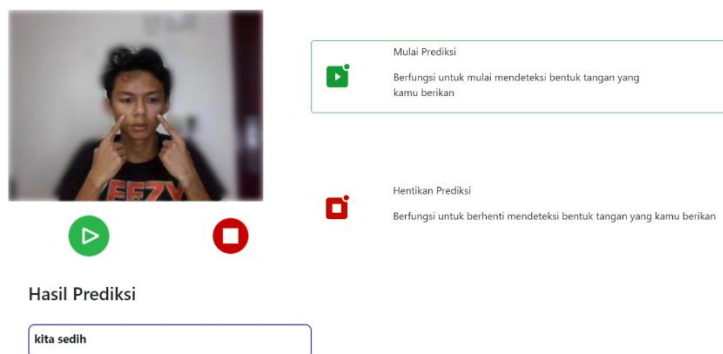 Mulai Prediksi
Berfungsi untuk mulai mendeteksi bentuk tangan yang
kamu berikan
Hentikan Prediksi
Berfungsi untuk berhenti mendeteksi bentuk tangan yang kamu berikan
Hasil Prediksi
kita sedih